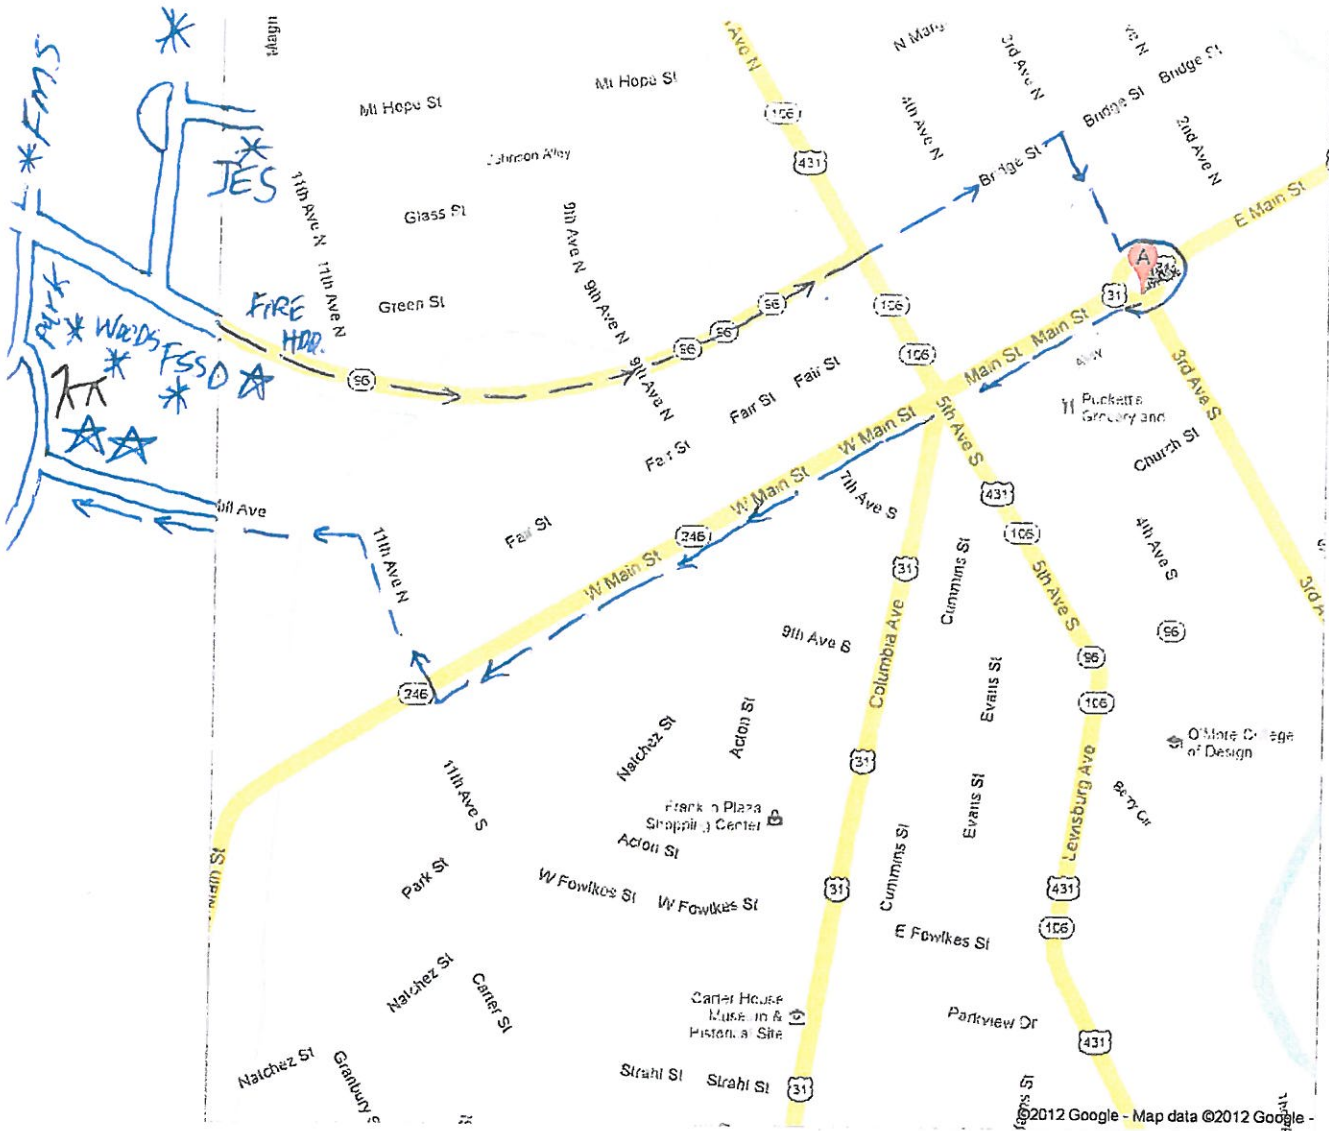 FMS
Mt Hope St
Mt Hope St
3rd Ave N
Bridge St
Bridge St
4th Ave N
2nd Ave N
106
431
Johnson Alley
JES
11th Ave N
Glass St
9th Ave N
Bridge St
E Main St
A
PARK
WOODS
FSSD
FIRE
HDQ.
Green St
11th Ave N
9th Ave N
96
96
96
96
9th Ave N
106
106
31
Main St
Main St
Fair St
Fair St
Fair St
Fair St
W Main St
W Main St
W Main St
5th Ave S
3rd Ave S
Puckett's
Grocery and
Church St
7th Ave S
431
106
4th Ave S
11th Ave N
246
31
Cummins St
5th Ave S
96
9th Ave S
Columbia Ave
96
106
246
Natchez St
Acton St
Evans St
O'More College
of Design
11th Ave S
31
Evans St
Lewisburg Ave
Berry Cir
Franklin Plaza
Shopping Center
Acton St
Main St
Park St
W Fowlkes St
W Fowlkes St
31
Cummins St
431
106
E Fowlkes St
Natchez St
Carter St
Carter House
Museum &
Historical Site
Parkview Dr
431
Natchez St
Granbury S
Strahl St
Strahl St
31
©2012 Google - Map data ©2012 Google -